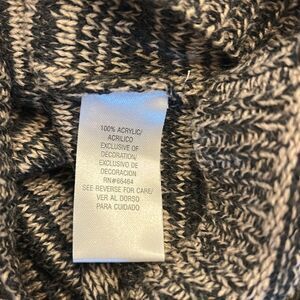 100% ACRYLIC/
ACRILICO
EXCLUSIVE OF
DECORATION/
EXCLUSIVO DE
DECORACION
RN#66464
SEE REVERSE FOR CARE/
VER AL DORSO
PARA CUIDADO